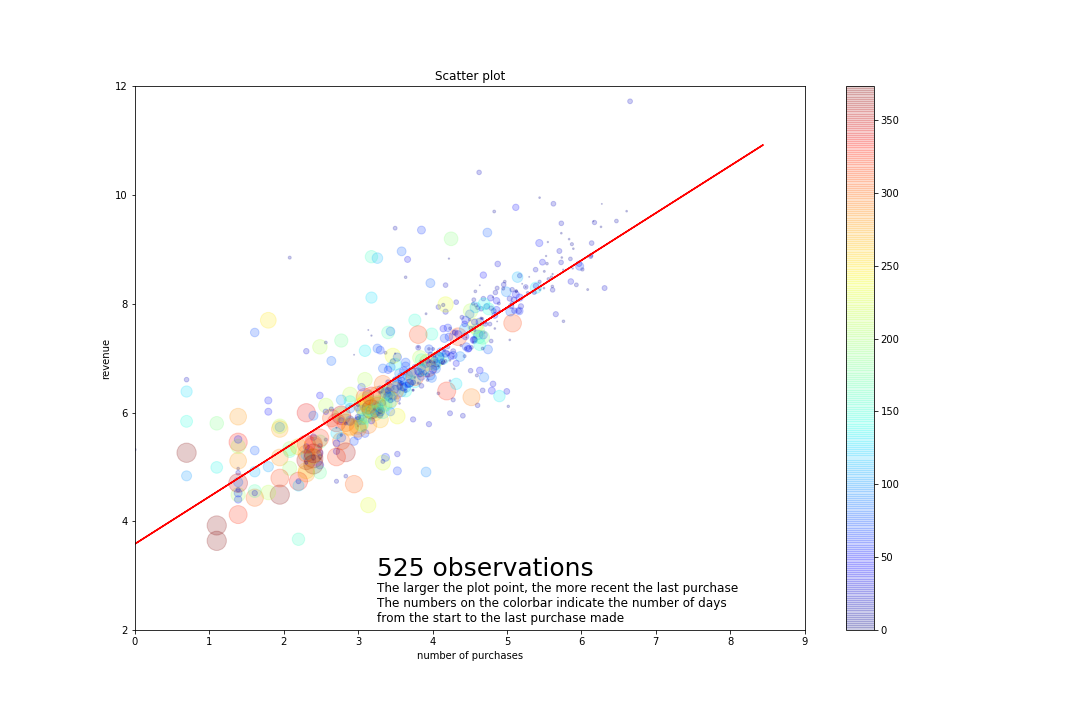 Scatter plot
12
10
8
6
4
2
revenue
0 1 2 3 4 5 6 7 8 9
number of purchases
525 observations
The larger the plot point, the more recent the last purchase
The numbers on the colorbar indicate the number of days
from the start to the last purchase made
350
300
250
200
150
100
50
0